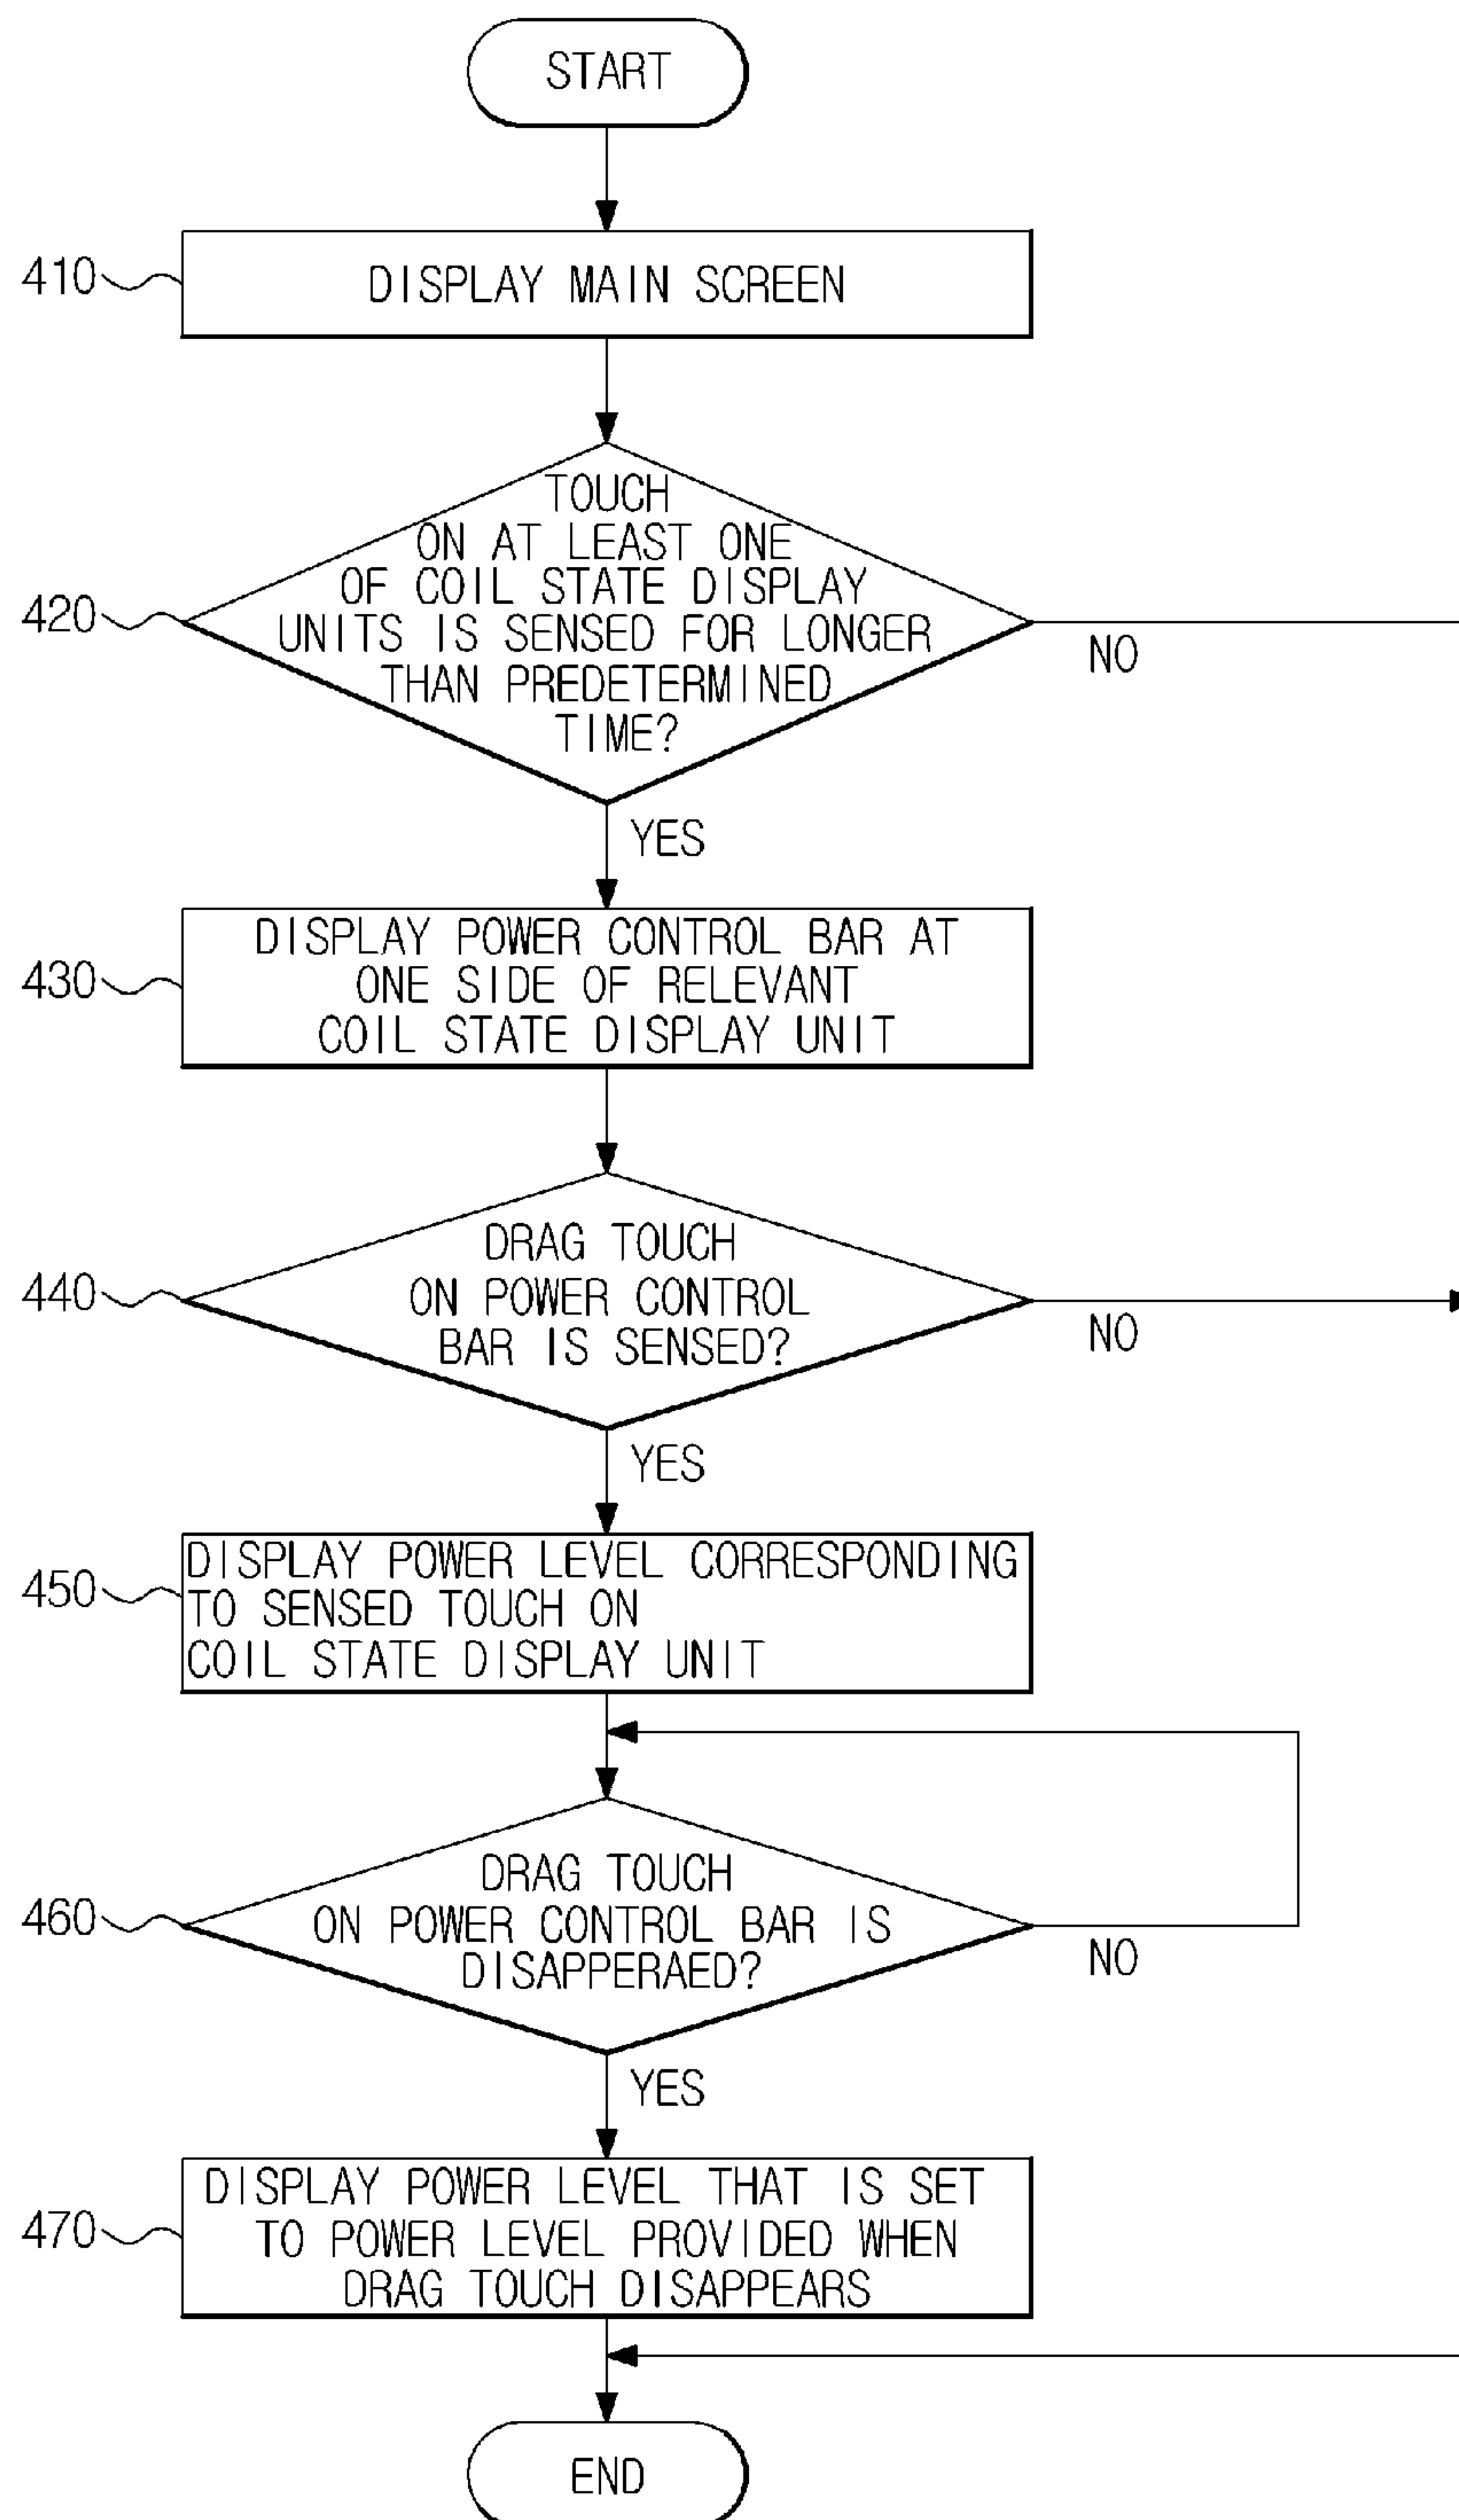 START
410
DISPLAY MAIN SCREEN
TOUCH
ON AT LEAST ONE
OF COIL STATE DISPLAY
420
UNITS IS SENSED FOR LONGER
NO
THAN PREDETERMINED
TIME?
YES
DISPLAY POWER CONTROL BAR AT
430
ONE SIDE OF RELEVANT
COIL STATE DISPLAY UNIT
DRAG TOUCH
440
ON POWER CONTROL
NO
BAR IS SENSED?
YES
DISPLAY POWER LEVEL CORRESPONDING
450
TO SENSED TOUCH ON
COIL STATE DISPLAY UNIT
DRAG TOUCH
460
ON POWER CONTROL BAR IS
NO
DISAPPERAED?
YES
DISPLAY POWER LEVEL THAT IS SET
470
TO POWER LEVEL PROVIDED WHEN
DRAG TOUCH DISAPPEARS
END